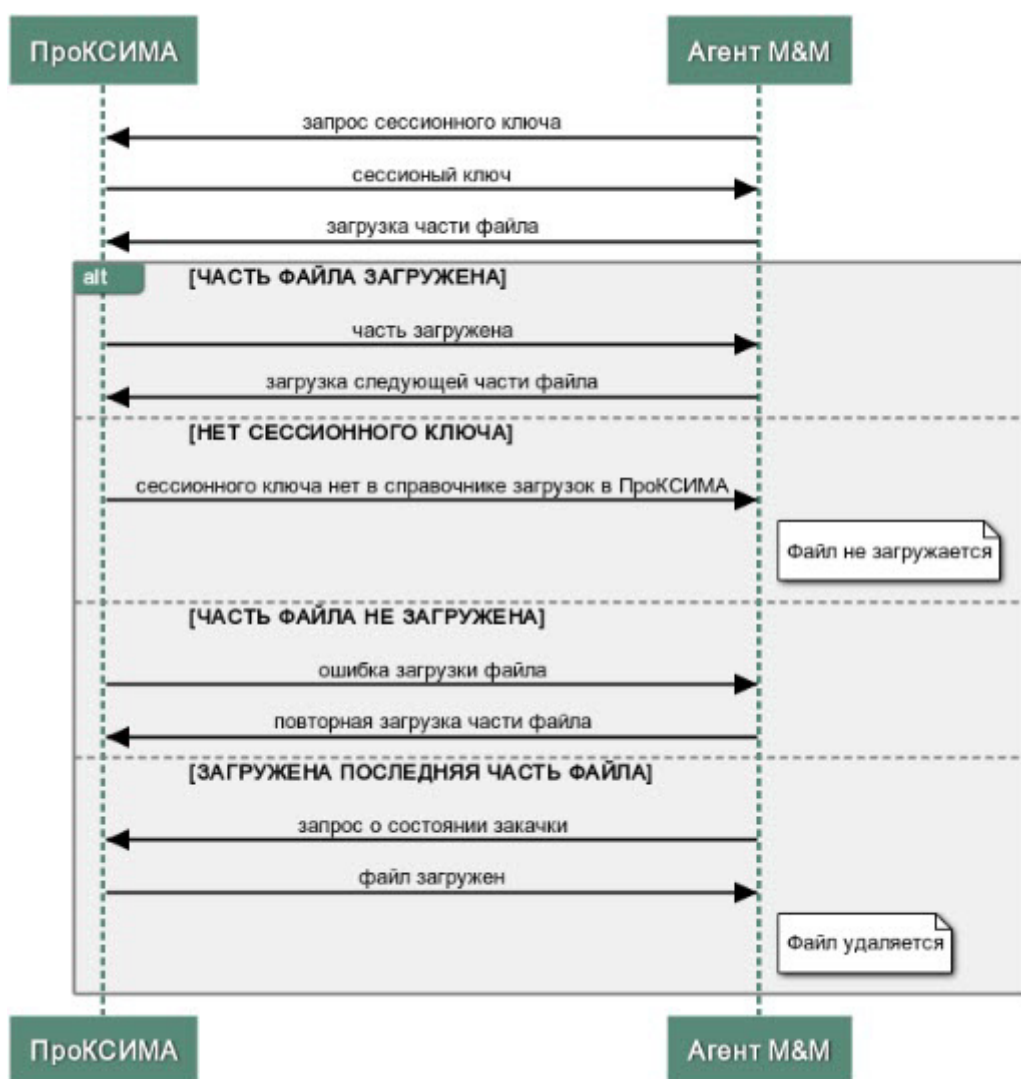 ПроКСИМА
Агент M&M
запрос сессионного ключа
сессионый ключ
загрузка части файла
alt
[ЧАСТЬ ФАЙЛА ЗАГРУЖЕНА]
часть загружена
загрузка следующей части файла
[НЕТ СЕССИОННОГО КЛЮЧА]
сессионного ключа нет в справочнике загрузок в ПроКСИМА
Файл не загружается
[ЧАСТЬ ФАЙЛА НЕ ЗАГРУЖЕНА]
ошибка загрузки файла
повторная загрузка части файла
[ЗАГРУЖЕНА ПОСЛЕДНЯЯ ЧАСТЬ ФАЙЛА]
запрос о состоянии закачки
файл загружен
Файл удаляется
ПроКСИМА
Агент M&M